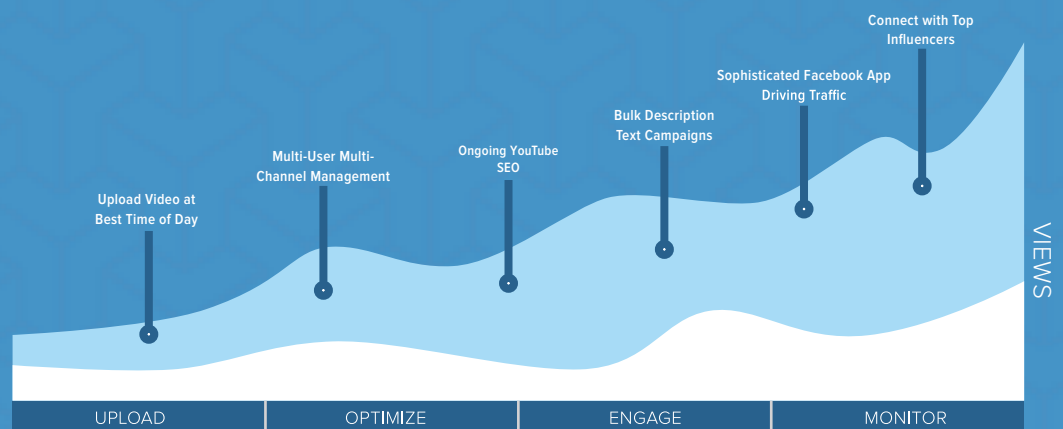 Connect with Top
Influencers
Sophisticated Facebook App
Driving Traffic
Bulk Description
Text Campaigns
Ongoing YouTube
SEO
Multi-User Multi-
Channel Management
Upload Video at
Best Time of Day
VIEWS
UPLOAD
OPTIMIZE
ENGAGE
MONITOR